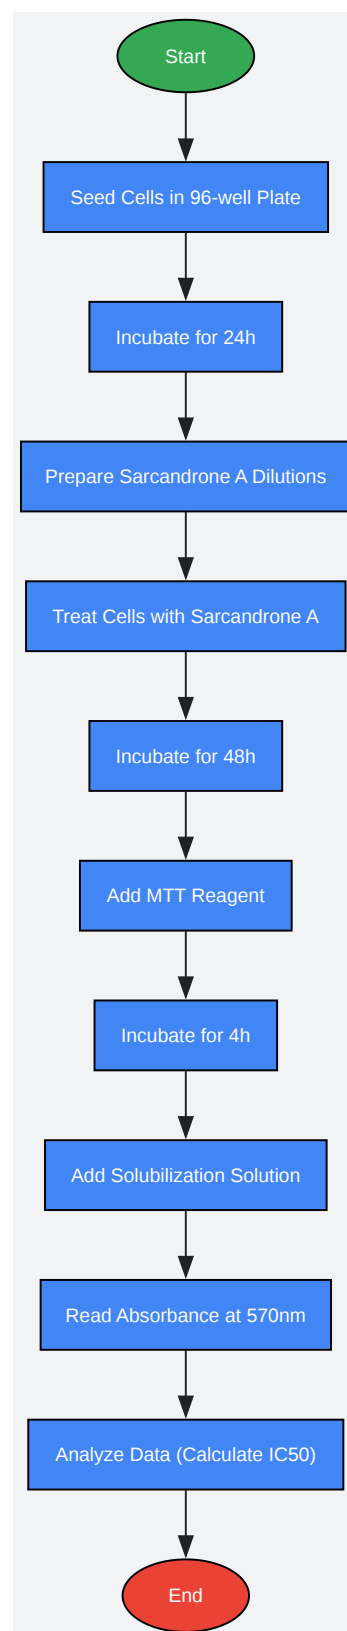 Start
Seed Cells in 96-well Plate
Incubate for 24h
Prepare Sarcandrone A Dilutions
Treat Cells with Sarcandrone A
Incubate for 48h
Add MTT Reagent
Incubate for 4h
Add Solubilization Solution
Read Absorbance at 570nm
Analyze Data (Calculate IC50)
End